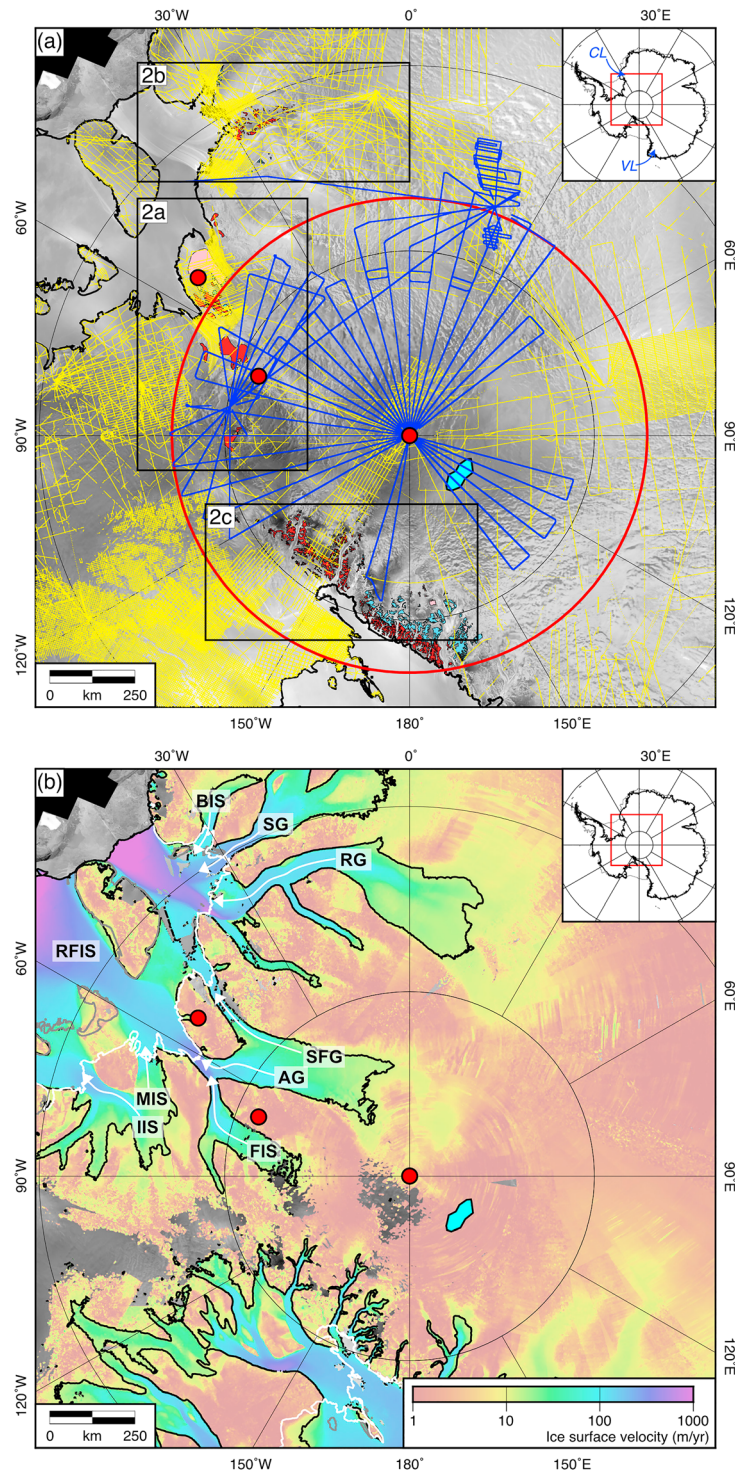 30˚W
0˚
30˚E
(a)
2b
CL
VL
60˚W
2a
60˚E
90˚W
90˚E
2c
120˚W
120˚E
0
km
250
150˚W
180˚
150˚E
30˚W
0˚
30˚E
(b)
BIS
SG
RG
RFIS
60˚W
60˚E
SFG
AG
MIS
IIS
FIS
90˚W
90˚E
120˚W
120˚E
0
km
250
1
10
100
1000
Ice surface velocity (m/yr)
150˚W
180˚
150˚E